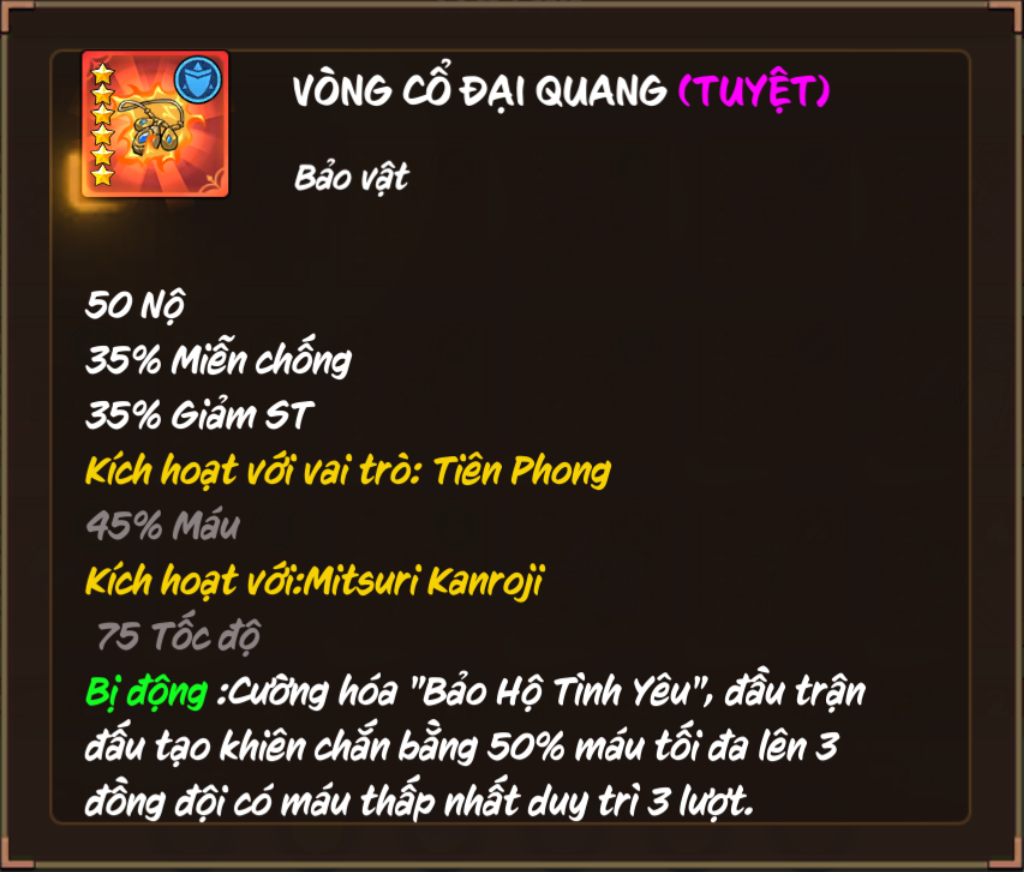 VÒNG CỔ ĐẠI QUANG (TUYỆT)
Bảo vật
50 Nộ
35% Miễn chống
35% Giảm ST
Kích hoạt với vai trò: Tiên Phong
45% Máu
Kích hoạt với:Mitsuri Kanroji
75 Tốc độ
Bị động :Cường hóa "Bảo Hộ Tình Yêu", đầu trận
đấu tạo khiên chắn bằng 50% máu tối đa lên 3
đồng đội có máu thấp nhất duy trì 3 lượt.